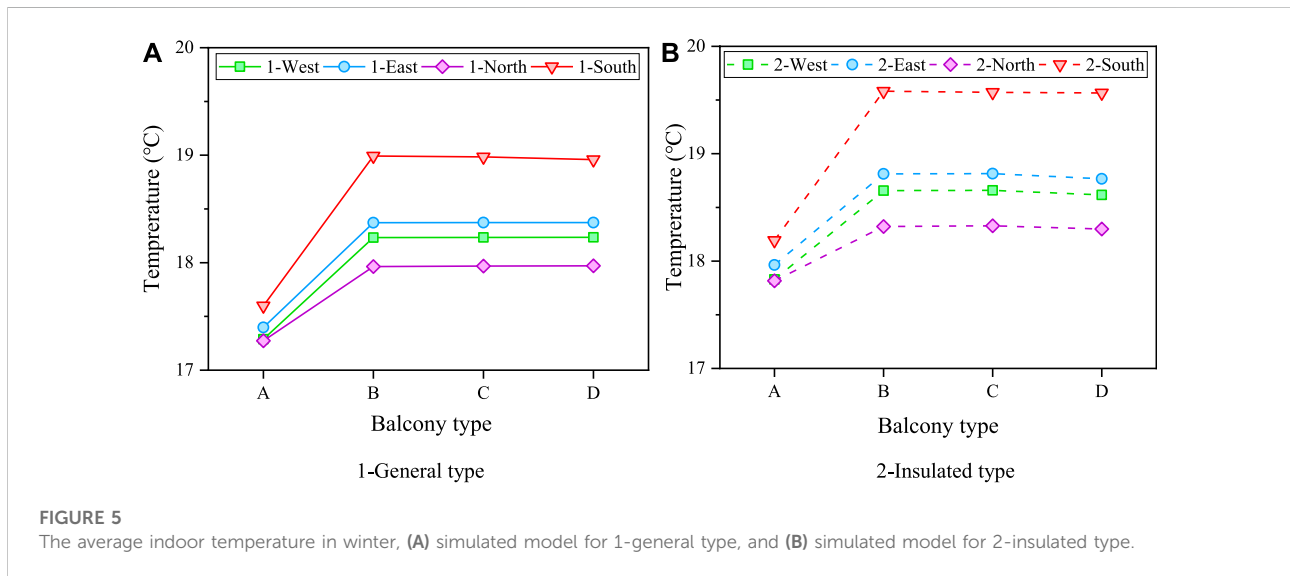 A
1-West 1-East 1-North 1-South
20
19
18
17
Temprerature (°C)
A B C D
Balcony type
1-General type
B
2-West 2-East 2-North 2-South
20
19
18
17
Temprerature (°C)
A B C D
Balcony type
2-Insulated type
FIGURE 5
The average indoor temperature in winter, (A) simulated model for 1-general type, and (B) simulated model for 2-insulated type.